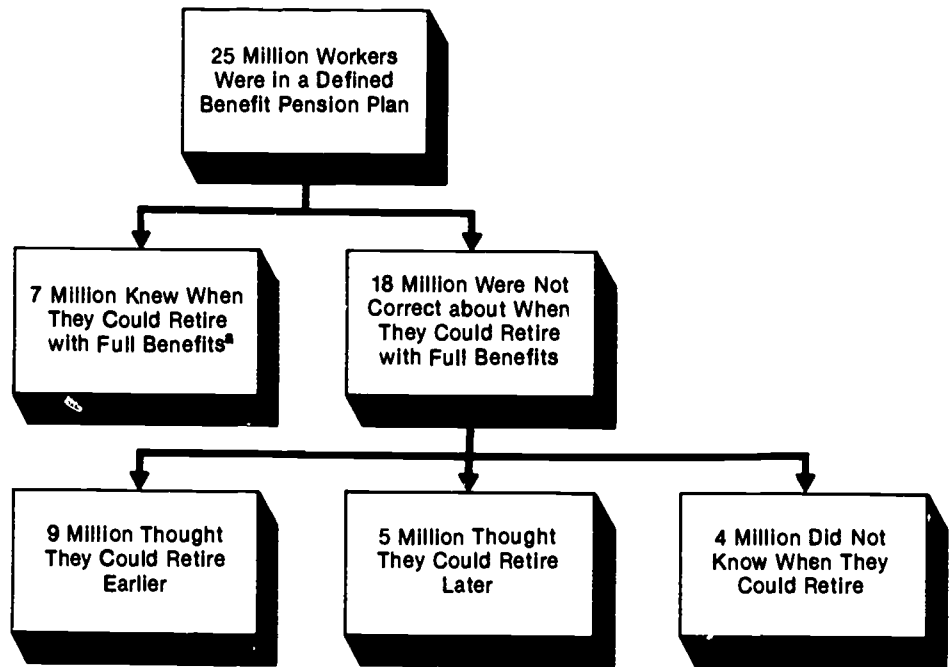 25 Million Workers
Were in a Defined
Benefit Pension Plan
7 Million Knew When
They Could Retire
with Full Benefitsª
18 Million Were Not
Correct about When
They Could Retire
with Full Benefits
9 Million Thought
They Could Retire
Earlier
5 Million Thought
They Could Retire
Later
4 Million Did Not
Know When They
Could Retire